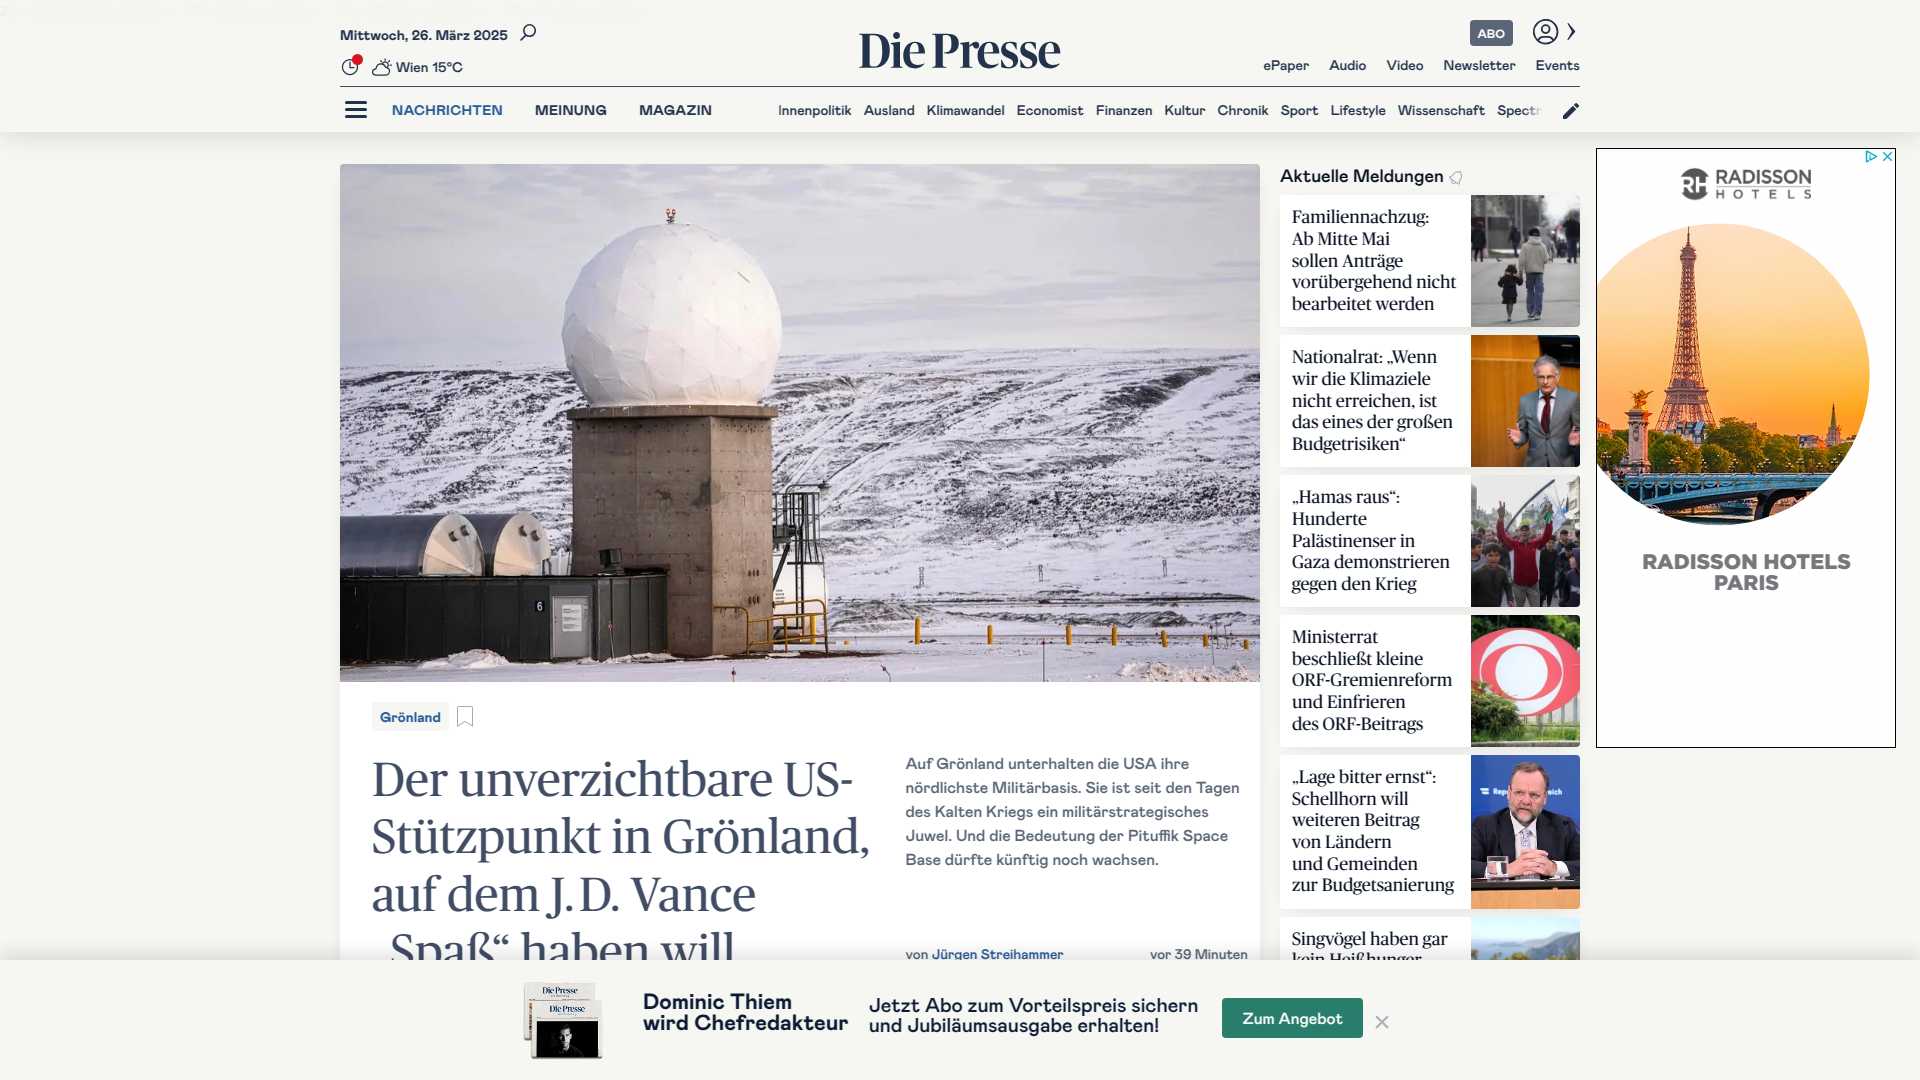 Mittwoch, 26. März 2025
Wien 15°C
Die Presse
ABO
ePaper Audio Video Newsletter Events
NACHRICHTEN MEINUNG MAGAZIN
Innenpolitik Ausland Klimawandel Economist Finanzen Kultur Chronik Sport Lifestyle Wissenschaft Spectr
6
Grönland
Der unverzichtbare US-
Stützpunkt in Grönland,
auf dem J. D. Vance
„Spaß“ haben will
Auf Grönland unterhalten die USA ihre
nördlichste Militärbasis. Sie ist seit den Tagen
des Kalten Kriegs ein militärstrategisches
Juwel. Und die Bedeutung der Pituffik Space
Base dürfte künftig noch wachsen.
von Jürgen Streihammer
vor 39 Minuten
Aktuelle Meldungen
Familiennachzug:
Ab Mitte Mai
sollen Anträge
vorübergehend nicht
bearbeitet werden
Nationalrat: „Wenn
wir die Klimaziele
nicht erreichen, ist
das eines der großen
Budgetrisiken“
„Hamas raus“:
Hunderte
Palästinenser in
Gaza demonstrieren
gegen den Krieg
Ministerrat
beschließt kleine
ORF-Gremienreform
und Einfrieren
des ORF-Beitrags
„Lage bitter ernst“:
Schellhorn will
weiteren Beitrag
von Ländern
und Gemeinden
zur Budgetsanierung
Singvögel haben gar
kein Heißhunger
RH RADISSON
HOTELS
RADISSON HOTELS
PARIS
Die Presse
Die Presse
Dominic Thiem
wird Chefredakteur
Jetzt Abo zum Vorteilspreis sichern
und Jubiläumsausgabe erhalten!
Zum Angebot